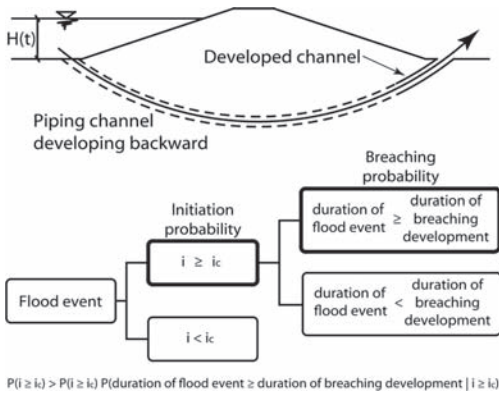 H(t)
Developed channel
Piping channel
developing backward
Breaching
probability
Initiation
probability
duration of flood event ≥ duration of breaching development
i ≥ ic
Flood event
duration of flood event < duration of breaching development
i < ic
P(i ≥ ic) > P(i ≥ ic) P(duration of flood event ≥ duration of breaching development | i ≥ ic)